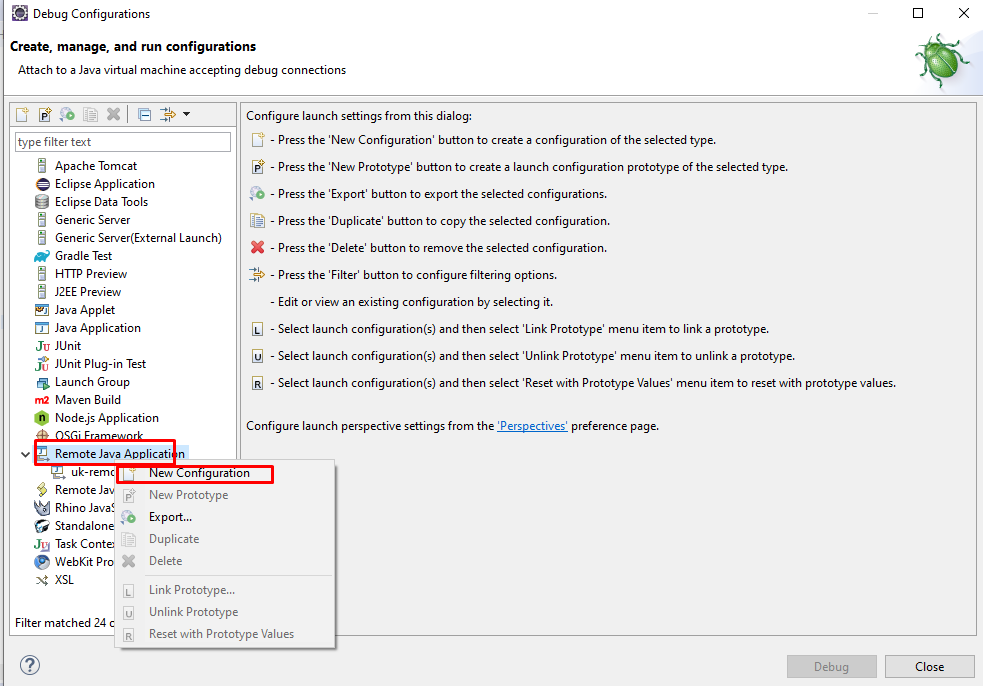 Debug Configurations
Create, manage, and run configurations
Attach to a Java virtual machine accepting debug connections
type filter text
Apache Tomcat
Eclipse Application
Eclipse Data Tools
Generic Server
Generic Server(External Launch)
Gradle Test
HTTP Preview
J2EE Preview
Java Applet
Java Application
JUnit
JUnit Plug-in Test
Launch Group
Maven Build
Node.js Application
OSGi Framework
Remote Java Application
uk-remo
Remote Jav
Rhino JavaS
Standalone
Task Contex
WebKit Pro
XSL
Filter matched 24 o
New Configuration
New Prototype
Export...
Duplicate
Delete
Link Prototype...
Unlink Prototype
Reset with Prototype Values
Configure launch settings from this dialog:
- Press the 'New Configuration' button to create a configuration of the selected type.
- Press the 'New Prototype' button to create a launch configuration prototype of the selected type.
- Press the 'Export' button to export the selected configurations.
- Press the 'Duplicate' button to copy the selected configuration.
- Press the 'Delete' button to remove the selected configuration.
- Press the 'Filter' button to configure filtering options.
- Edit or view an existing configuration by selecting it.
L - Select launch configuration(s) and then select 'Link Prototype' menu item to link a prototype.
U - Select launch configuration(s) and then select 'Unlink Prototype' menu item to unlink a prototype.
R - Select launch configuration(s) and then select 'Reset with Prototype Values' menu item to reset with prototype values.
Configure launch perspective settings from the 'Perspectives' preference page.
Debug
Close